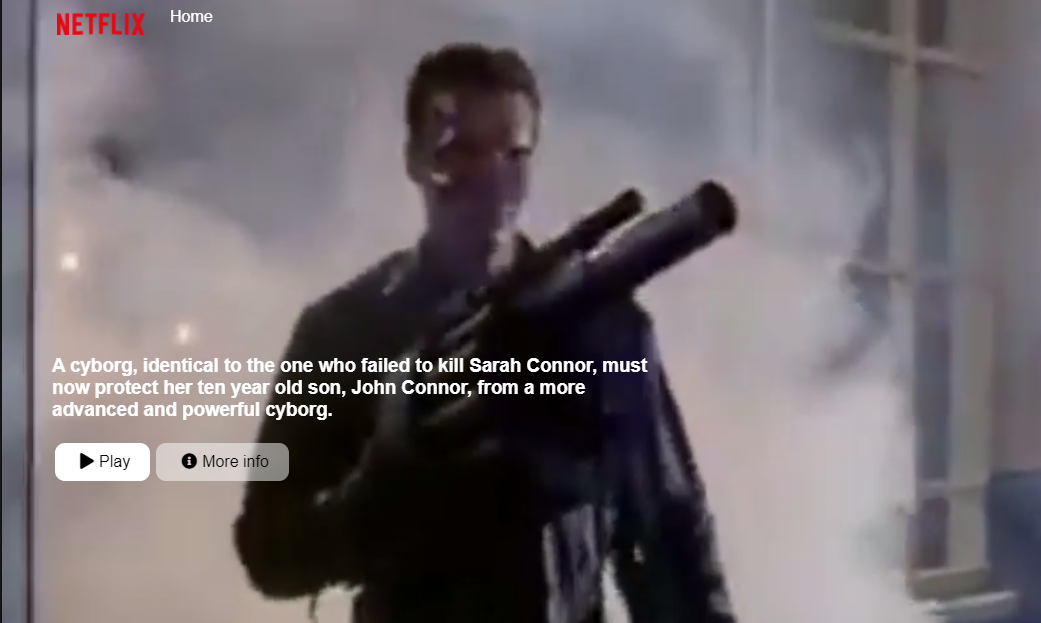 NETFLIX
Home
A cyborg, identical to the one who failed to kill Sarah Connor, must
now protect her ten year old son, John Connor, from a more
advanced and powerful cyborg.
Play
More info